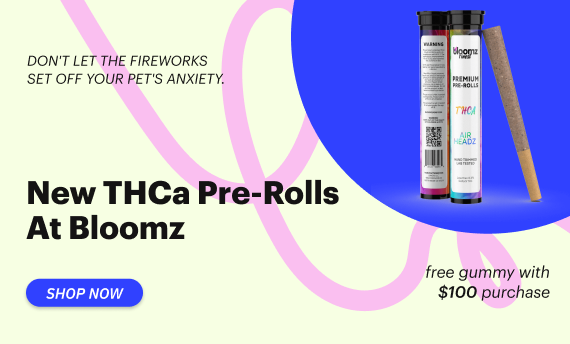 DON'T LET THE FIREWORKS
SET OFF YOUR PET'S ANXIETY.
WARNING
bloomz
PREMIUM
PRE-ROLLS
THCA
AIR
HEADZ
New THCa Pre-Rolls
At Bloomz
SHOP NOW
free gummy with
$100 purchase